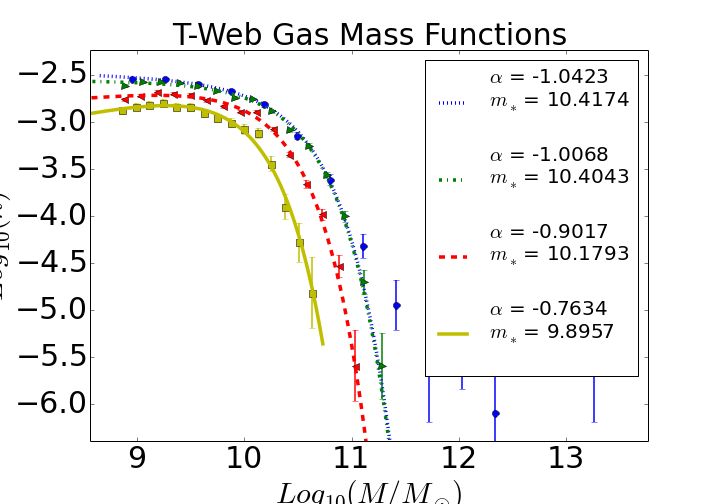 T-Web Gas Mass Functions
−2.5
−3.0
−3.5
−4.0
−4.5
−5.0
−5.5
−6.0
α = -1.0423
m* = 10.4174
α = -1.0068
m* = 10.4043
α = -0.9017
m* = 10.1793
α = -0.7634
m* = 9.8957
9 10 11 12 13
Log₁₀(M/M☉)